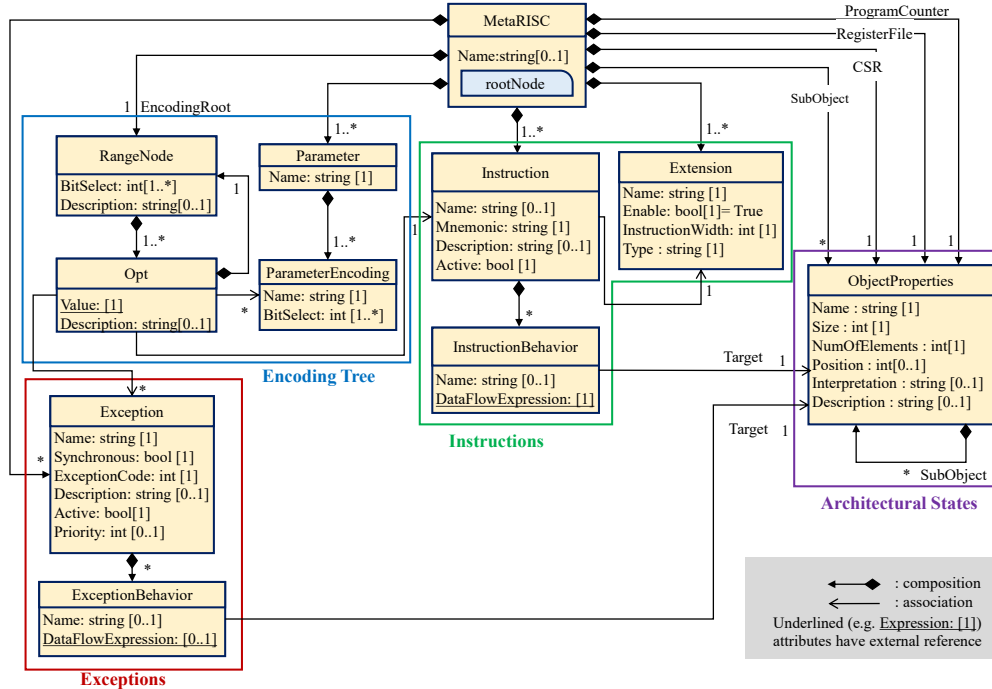 MetaRISC
Name:string[0..1]
rootNode
ProgramCounter
RegisterFile
CSR
SubObject
1 EncodingRoot
1..*
1..*
1..*
*
1
1
1
RangeNode
BitSelect: int[1..*]
Description: string[0..1]
1
1..*
Opt
Value: [1]
Description: string[0..1]
Parameter
Name: string [1]
1..*
ParameterEncoding
Name: string [1]
BitSelect: int [1..*]
*
1
Encoding Tree
Instruction
Name: string [0..1]
Mnemonic: string [1]
Description: string [0..1]
Active: bool [1]
*
InstructionBehavior
Name: string [0..1]
DataFlowExpression: [1]
Instructions
Extension
Name: string [1]
Enable: bool[1]= True
InstructionWidth: int [1]
Type : string [1]
1
Target 1
Target 1
ObjectProperties
Name : string [1]
Size : int [1]
NumOfElements : int[1]
Position : int[0..1]
Interpretation : string [0..1]
Description : string [0..1]
* SubObject
Architectural States
*
*
Exception
Name: string [1]
Synchronous: bool [1]
ExceptionCode: int [1]
Description: string [0..1]
Active: bool[1]
Priority: int [0..1]
*
ExceptionBehavior
Name: string [0..1]
DataFlowExpression: [0..1]
Exceptions
: composition
: association
Underlined (e.g. Expression: [1])
attributes have external reference